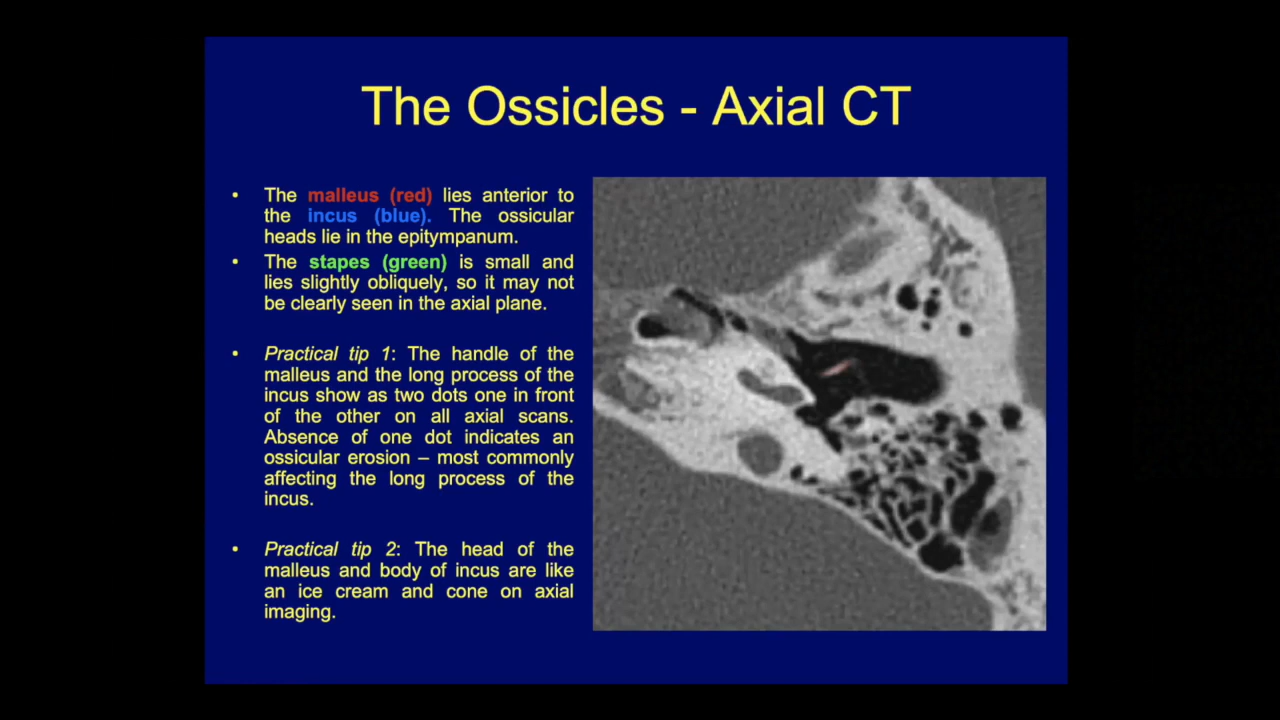 The Ossicles - Axial CT
• The malleus (red) lies anterior to
the incus (blue). The ossicular
heads lie in the epitympanum.
• The stapes (green) is small and
lies slightly obliquely, so it may not
be clearly seen in the axial plane.
• Practical tip 1: The handle of the
malleus and the long process of the
incus show as two dots one in front
of the other on all axial scans.
Absence of one dot indicates an
ossicular erosion – most commonly
affecting the long process of the
incus.
• Practical tip 2: The head of the
malleus and body of incus are like
an ice cream and cone on axial
imaging.